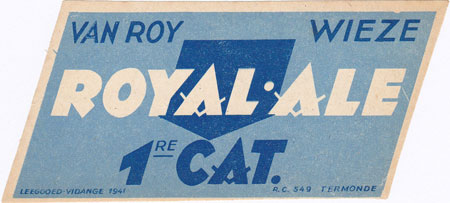 VAN ROY WIEZE
ROYAL·ALE
1RE CAT.
LEEGGOED-VIDANGE 1941 R.C. 549 TERMONDE